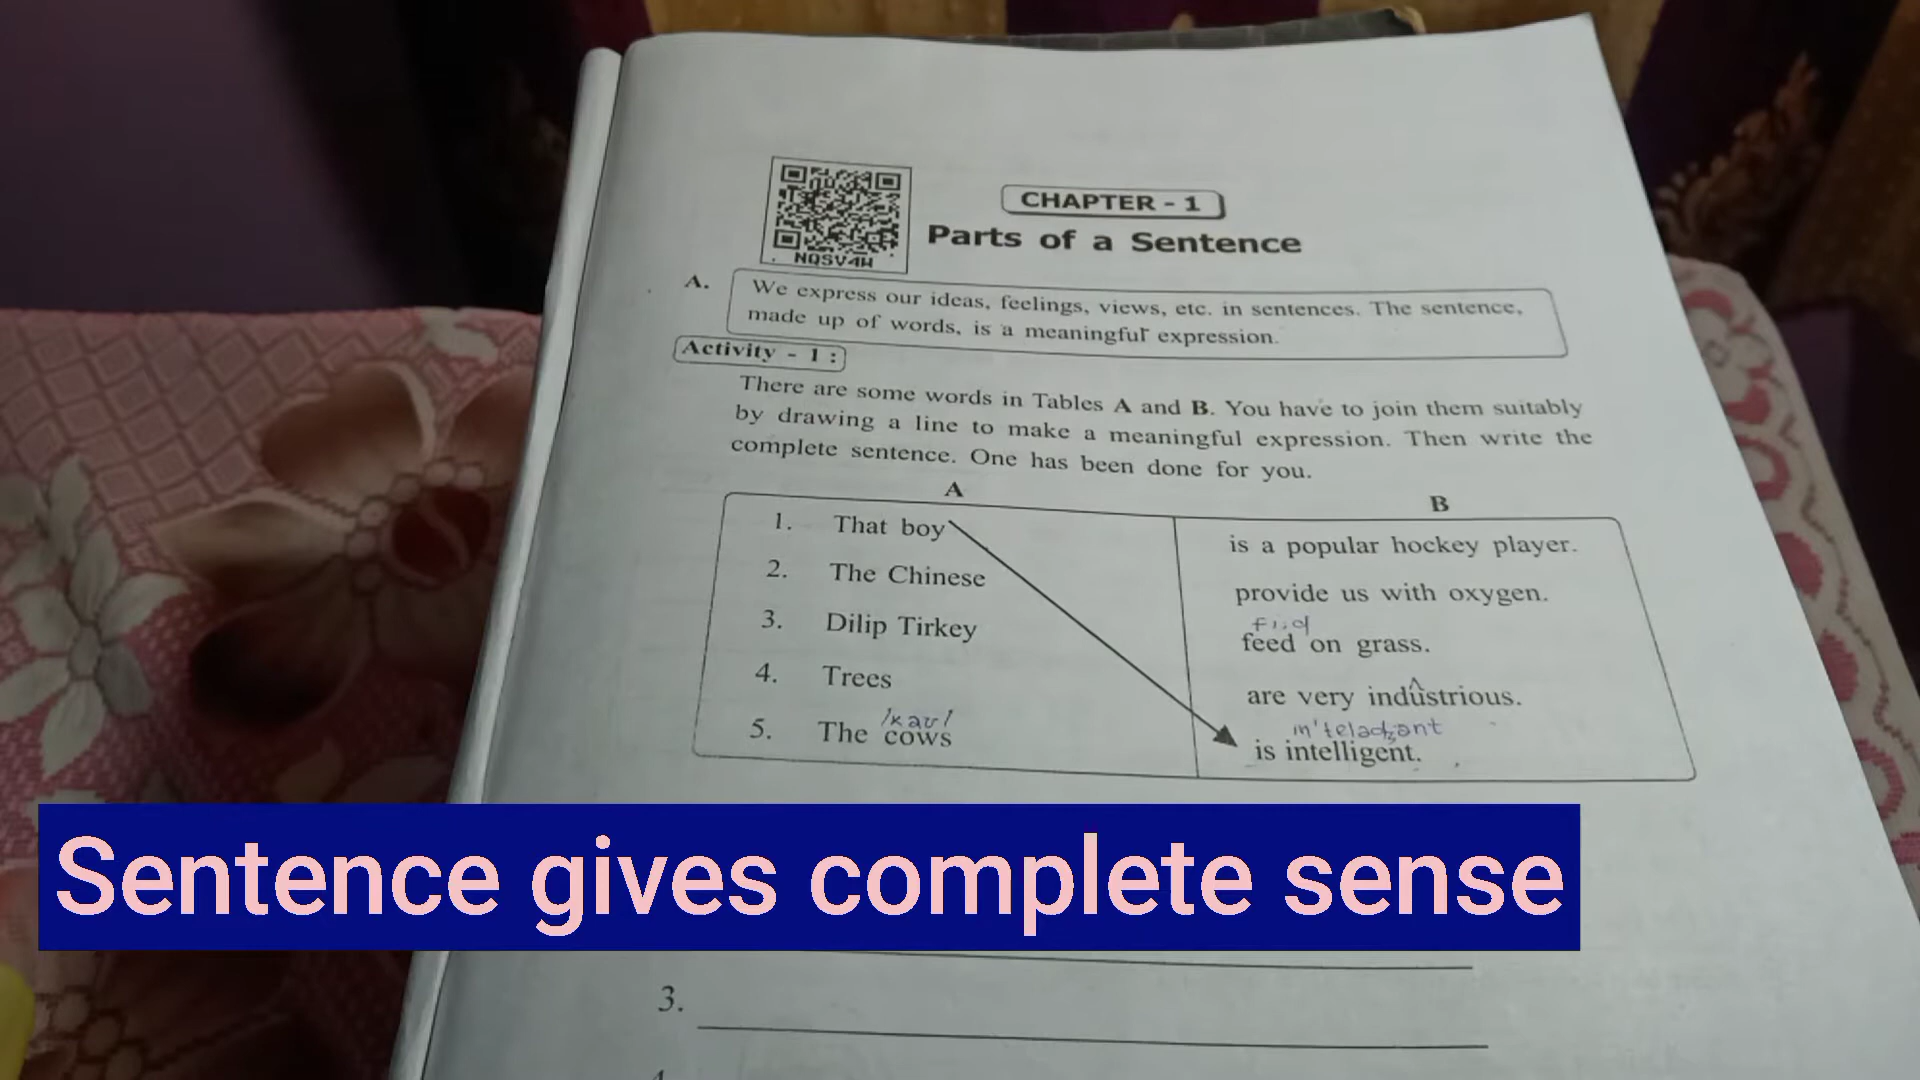 CHAPTER - 1
Parts of a Sentence
NQSV4W
A. We express our ideas, feelings, views, etc. in sentences. The sentence,
made up of words, is a meaningful expression.
Activity - 1 :
There are some words in Tables A and B. You have to join them suitably
by drawing a line to make a meaningful expression. Then write the
complete sentence. One has been done for you.
A B
1. That boy is a popular hockey player.
2. The Chinese provide us with oxygen.
3. Dilip Tirkey feed on grass.
4. Trees are very industrious.
/kaʊ/
5. The cows is intelligent.
Sentence gives complete sense
3.